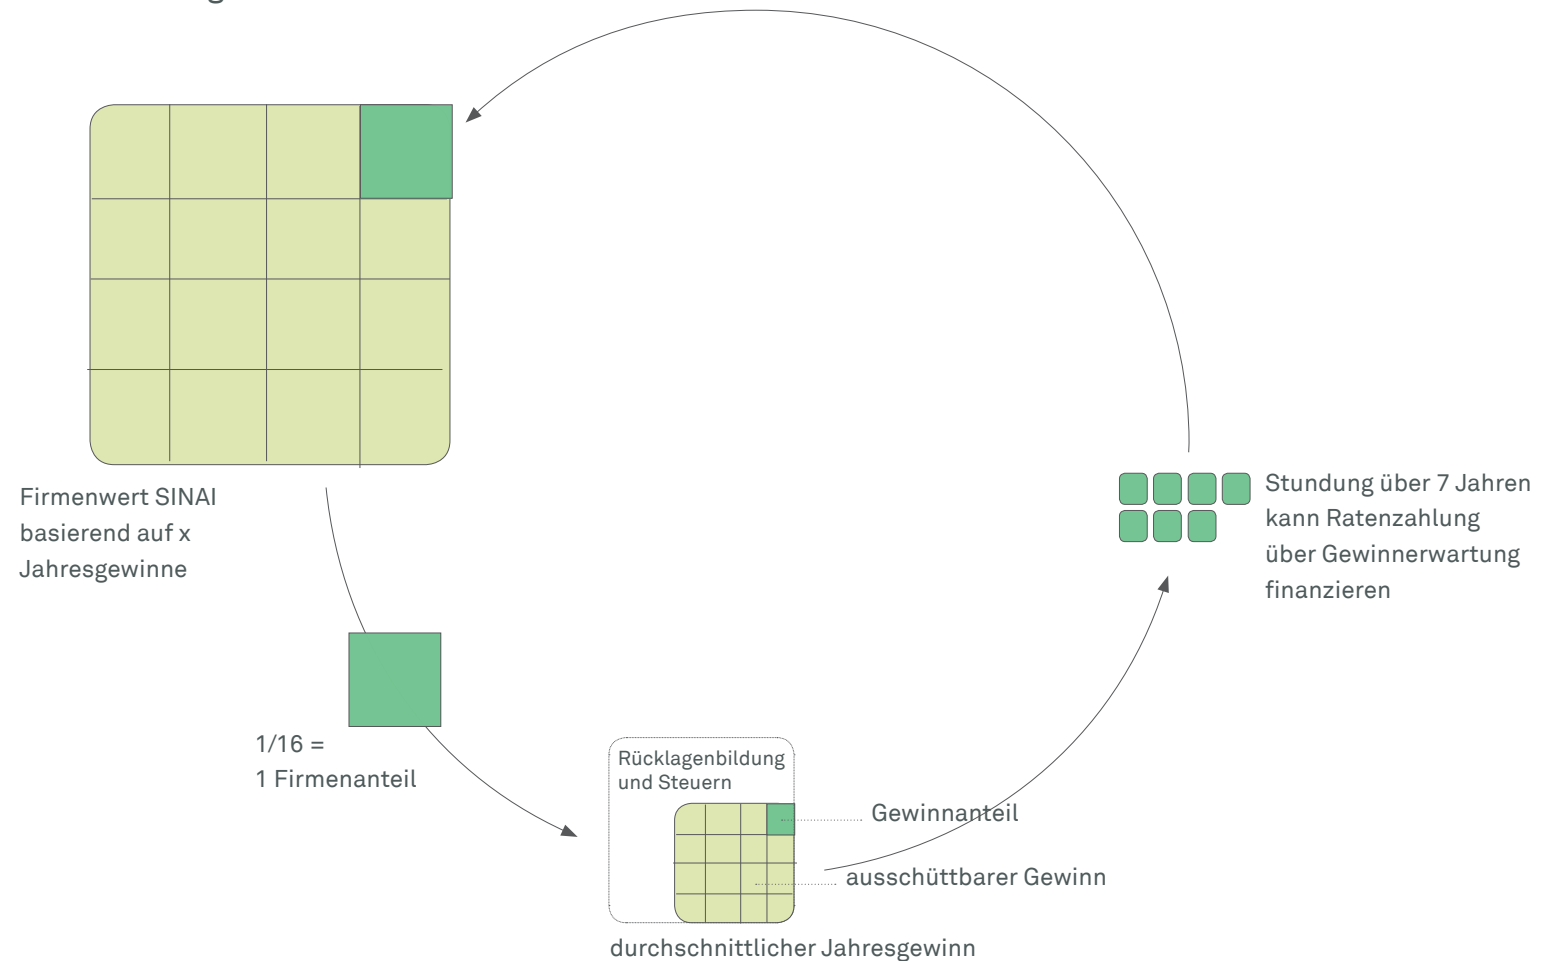 Firmenwert SINAI
basierend auf x
Jahresgewinne
1/16 =
1 Firmenanteil
Rücklagenbildung
und Steuern
Gewinnanteil
ausschüttbarer Gewinn
durchschnittlicher Jahresgewinn
Stundung über 7 Jahren
kann Ratenzahlung
über Gewinnerwartung
finanzieren